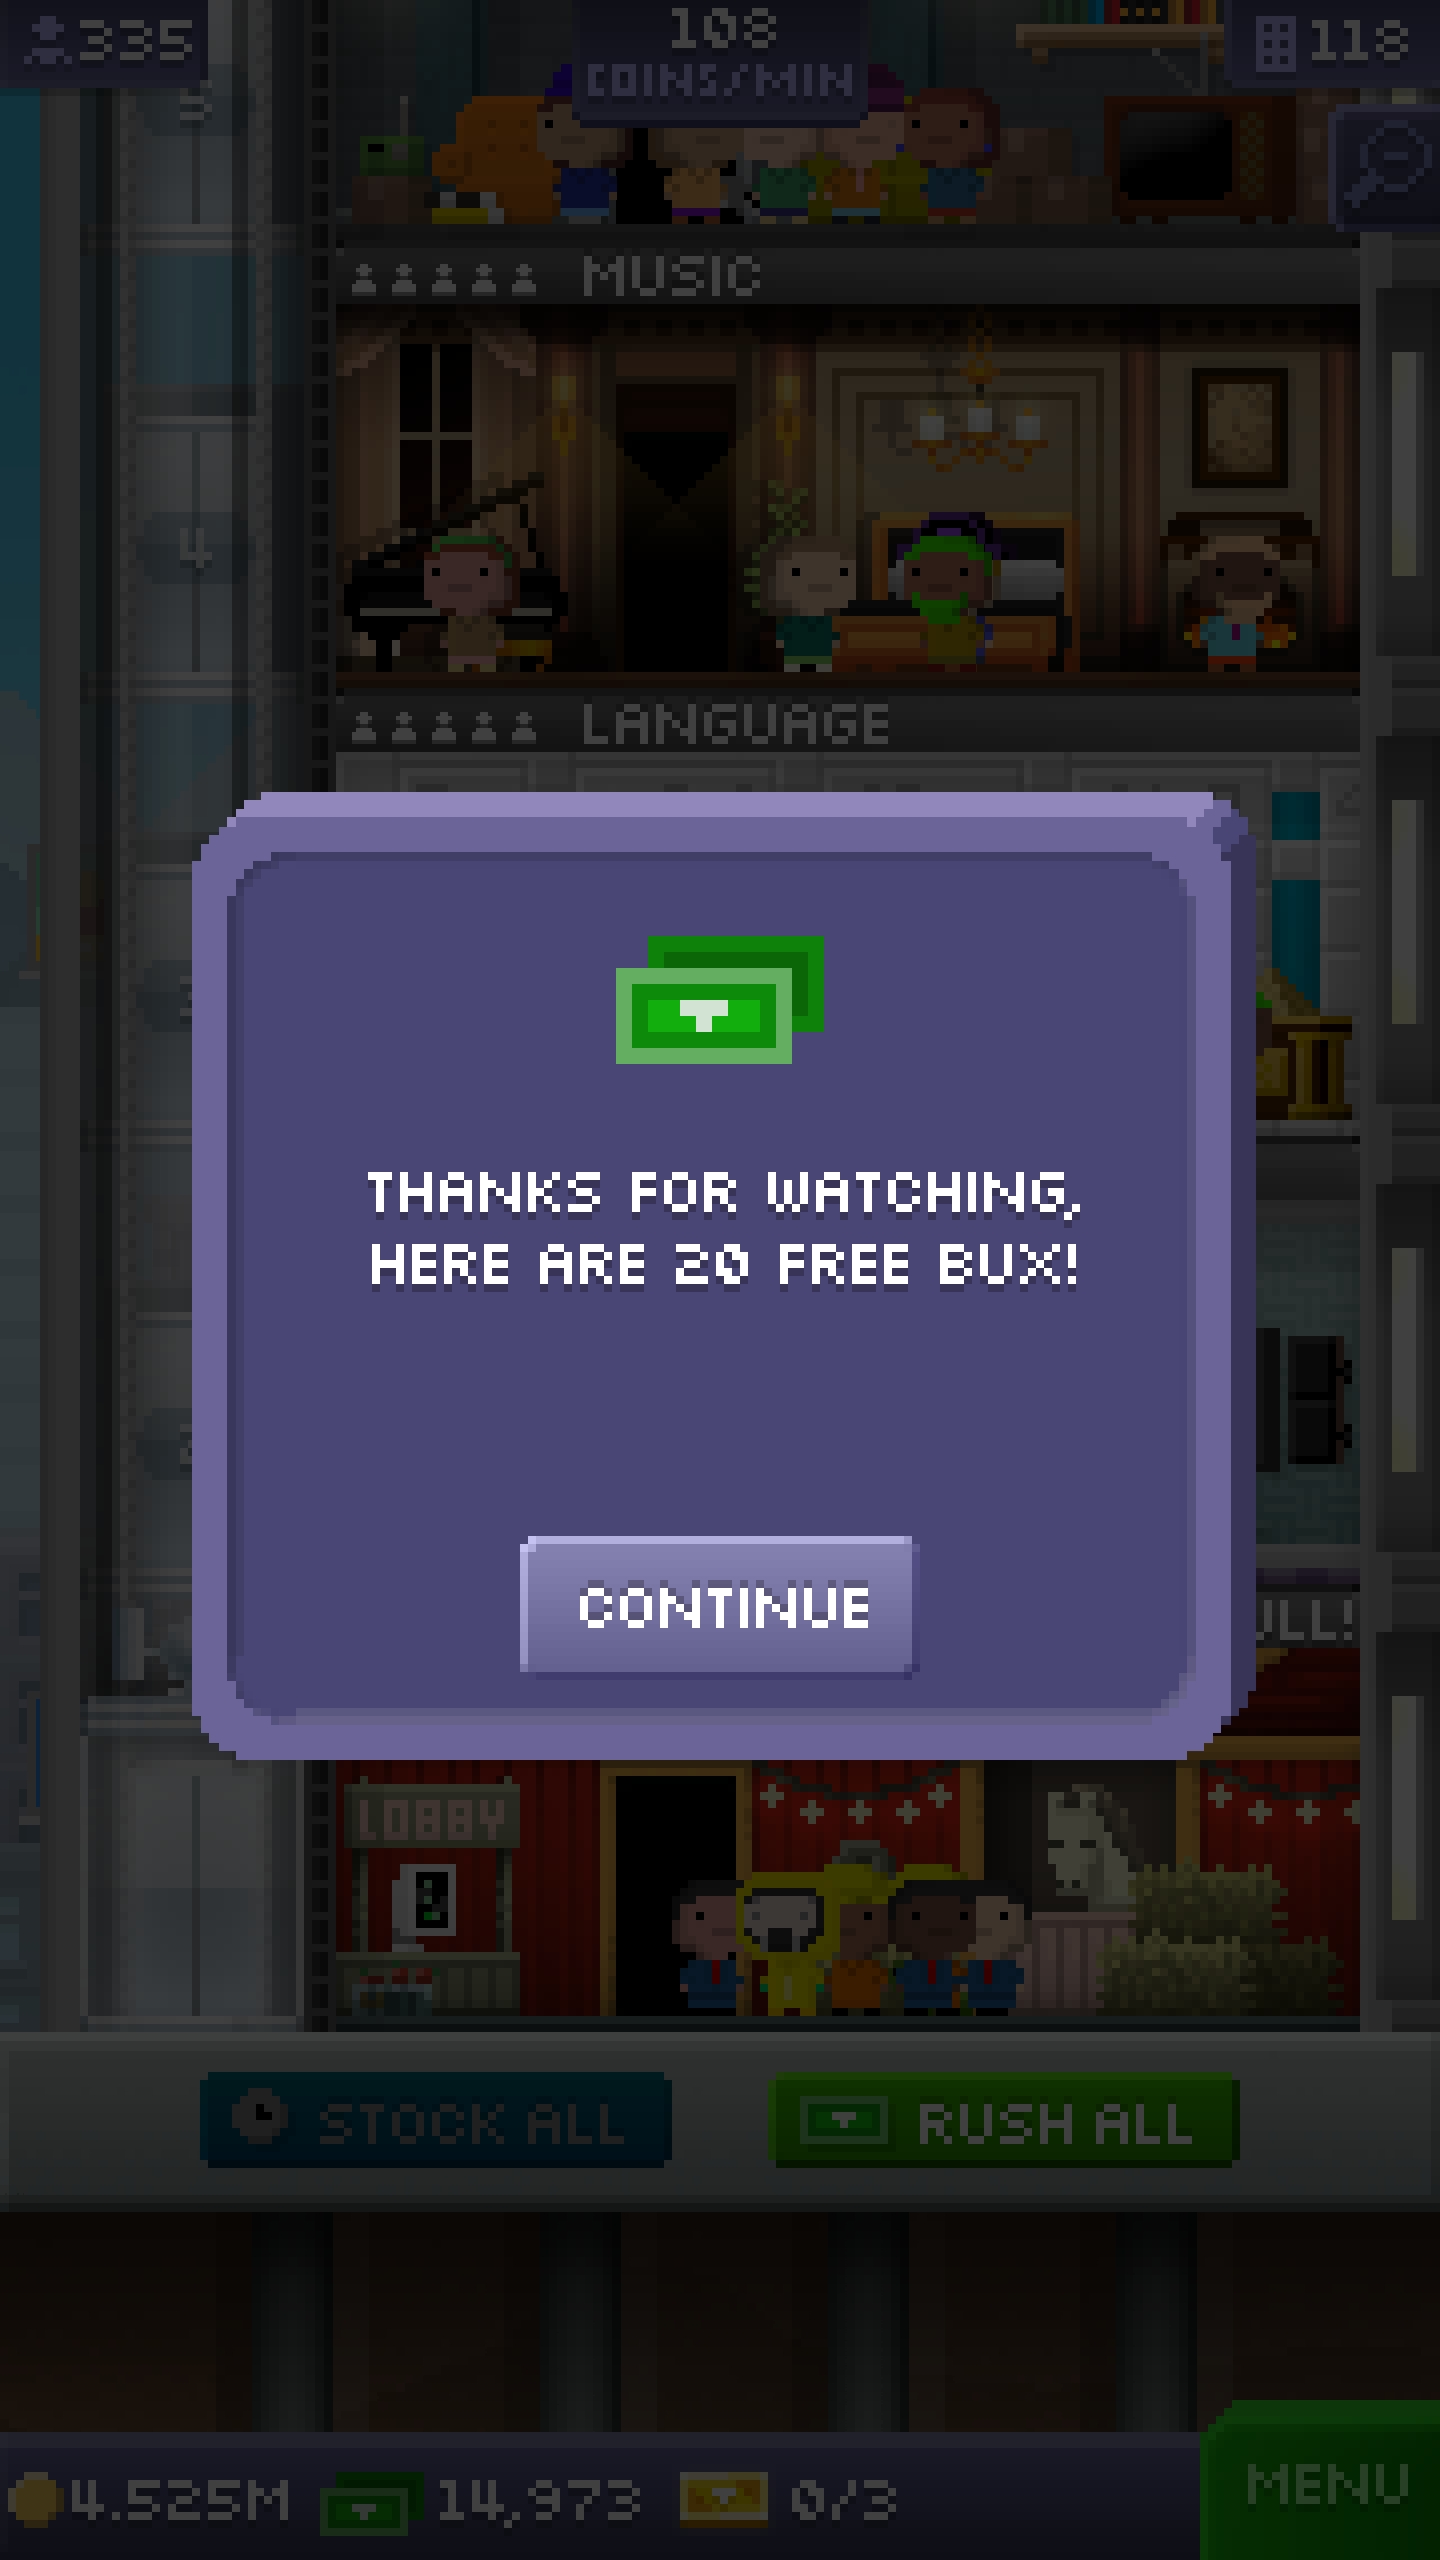 335
108
COINS/MIN
118
5
MUSIC
4
LANGUAGE
THANKS FOR WATCHING,
HERE ARE 20 FREE BUX!
CONTINUE
LOBBY
STOCK ALL
RUSH ALL
4.525M
14,973
0/3
MENU